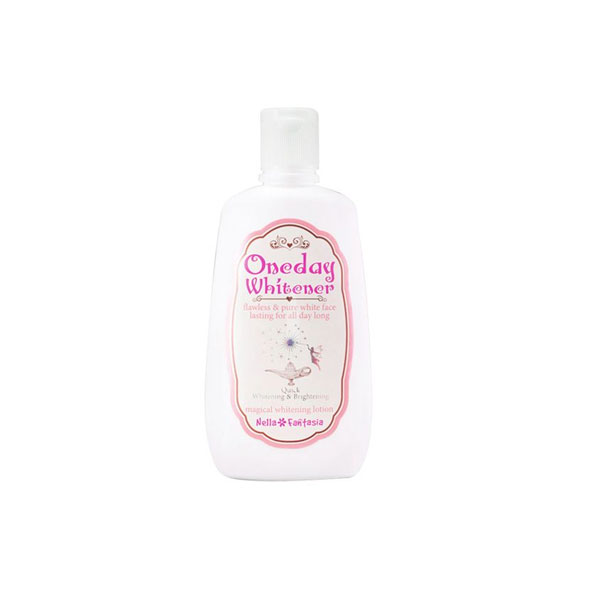 Oneday
Whitener
flawless & pure white face
lasting for all day long
Quick
Whitening & Brightening
magical whitening lotion
Nella Fantasia